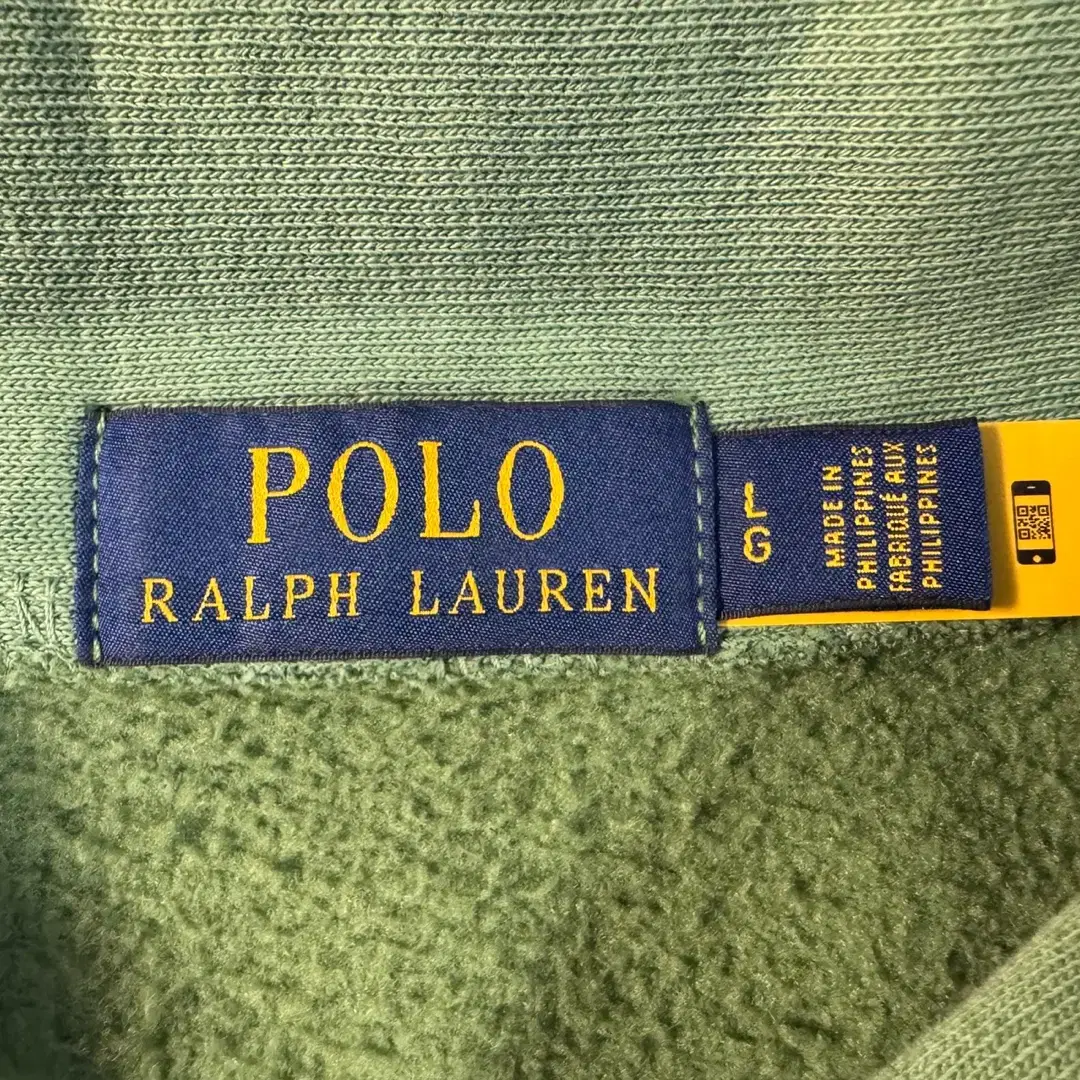 POLO
RALPH LAUREN
L
G
MADE IN
PHILIPPINES
FABRIQUÉ AUX
PHILIPPINES